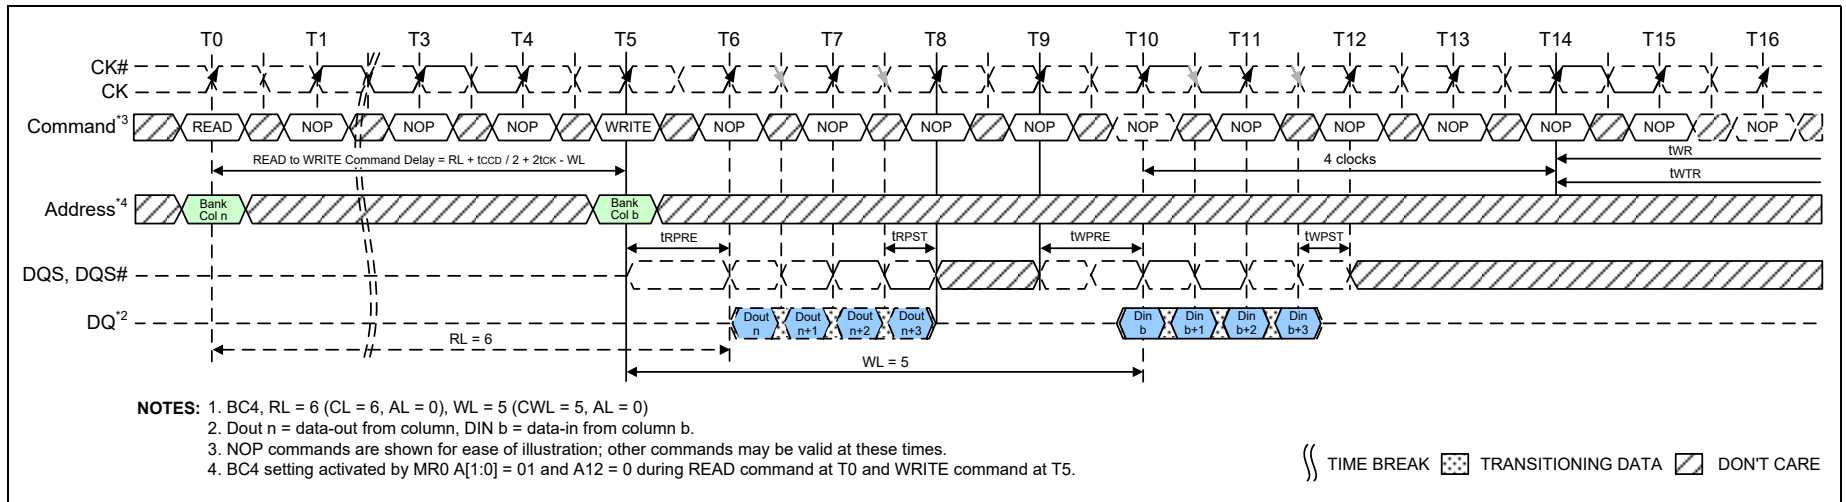 T0 T1 T3 T4 T5 T6 T7 T8 T9 T10 T11 T12 T13 T14 T15 T16
CK#
CK
Command*3 READ NOP NOP NOP WRITE NOP NOP NOP NOP NOP NOP NOP NOP NOP NOP NOP
READ to WRITE Command Delay = RL + tCCD / 2 + 2tCK - WL
4 clocks
tWR
tWTR
Address*4
Bank
Col n
Bank
Col b
tRPRE tRPST tWPRE tWPST
DQS, DQS#
DQ*2
Dout
n
Dout
n+1
Dout
n+2
Dout
n+3
Din
b
Din
b+1
Din
b+2
Din
b+3
RL = 6
WL = 5
NOTES: 1. BC4, RL = 6 (CL = 6, AL = 0), WL = 5 (CWL = 5, AL = 0)
2. Dout n = data-out from column, DIN b = data-in from column b.
3. NOP commands are shown for ease of illustration; other commands may be valid at these times.
4. BC4 setting activated by MR0 A[1:0] = 01 and A12 = 0 during READ command at T0 and WRITE command at T5.
TIME BREAK TRANSITIONING DATA DON'T CARE